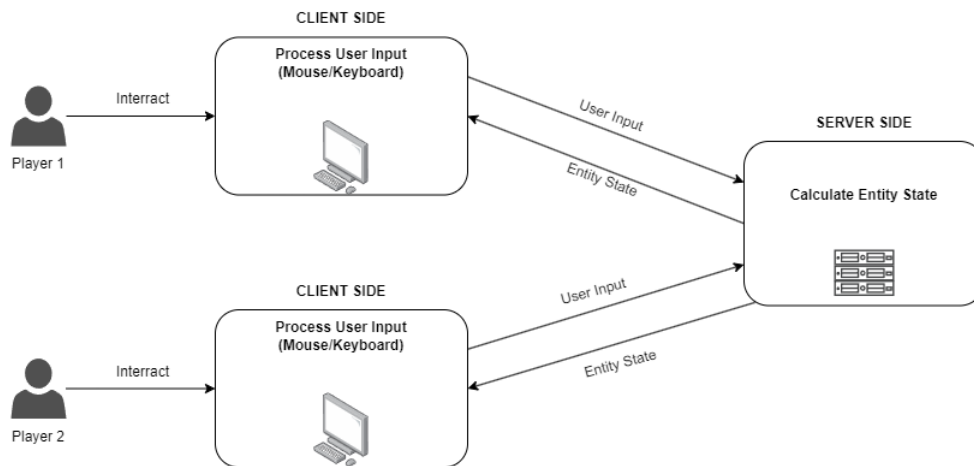 CLIENT SIDE
Process User Input
(Mouse/Keyboard)
Interract
Player 1
User Input
Entity State
SERVER SIDE
Calculate Entity State
CLIENT SIDE
Process User Input
(Mouse/Keyboard)
Interract
Player 2
User Input
Entity State